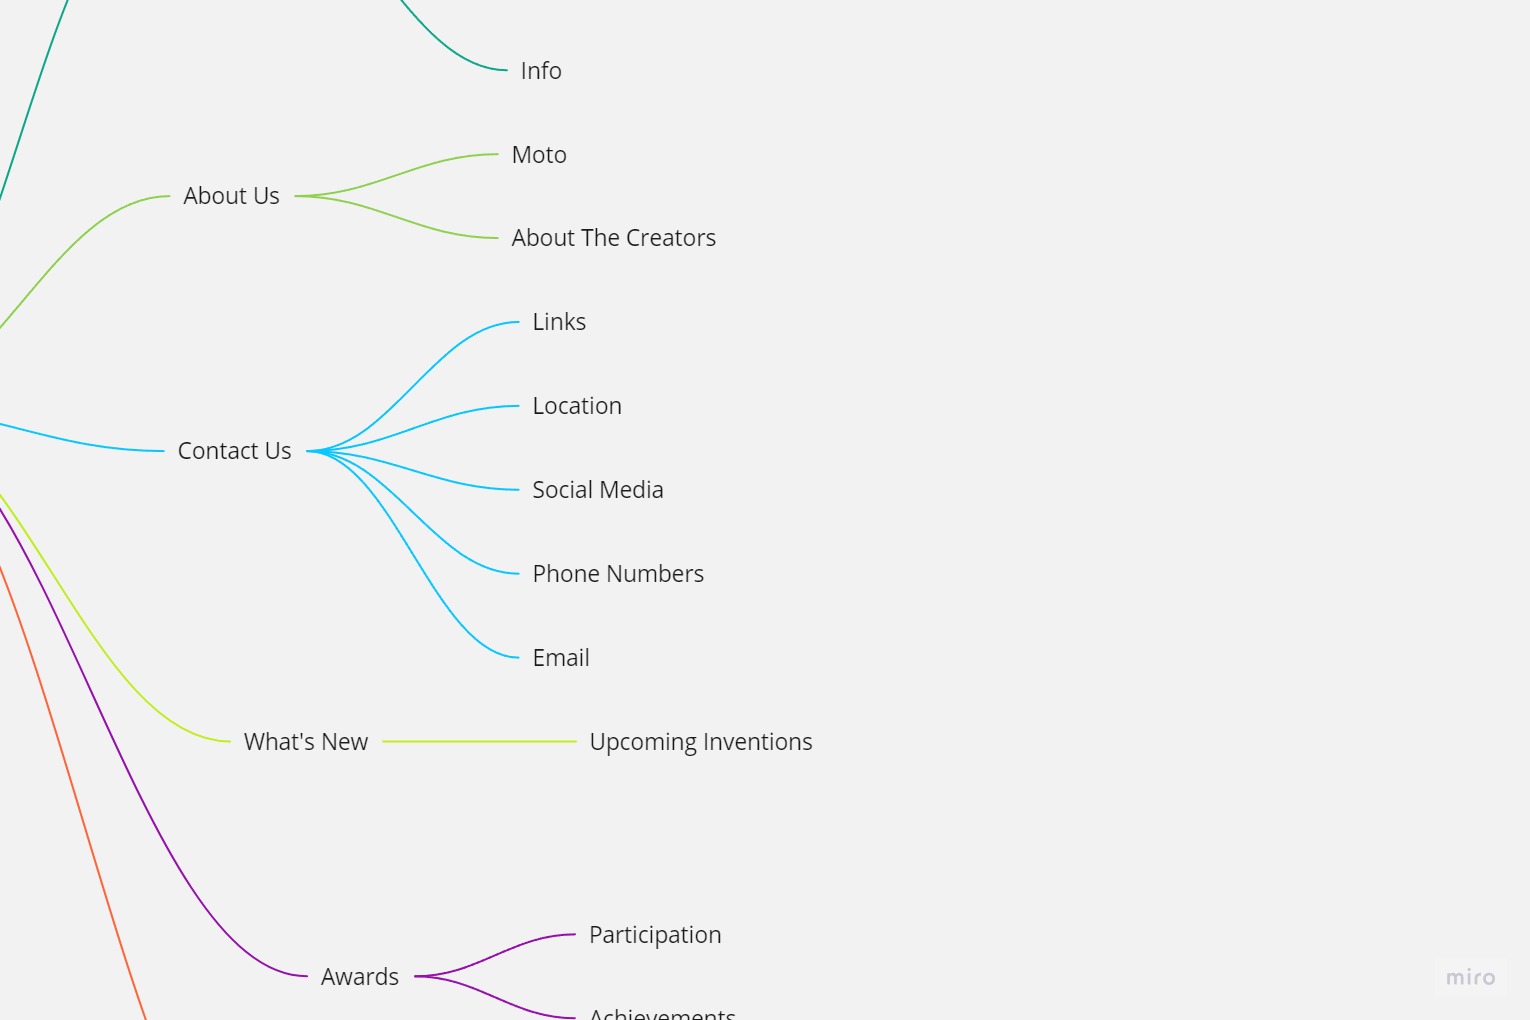 Info
Moto
About Us
About The Creators
Links
Location
Contact Us
Social Media
Phone Numbers
Email
What's New
Upcoming Inventions
Participation
Awards
Achievements
miro